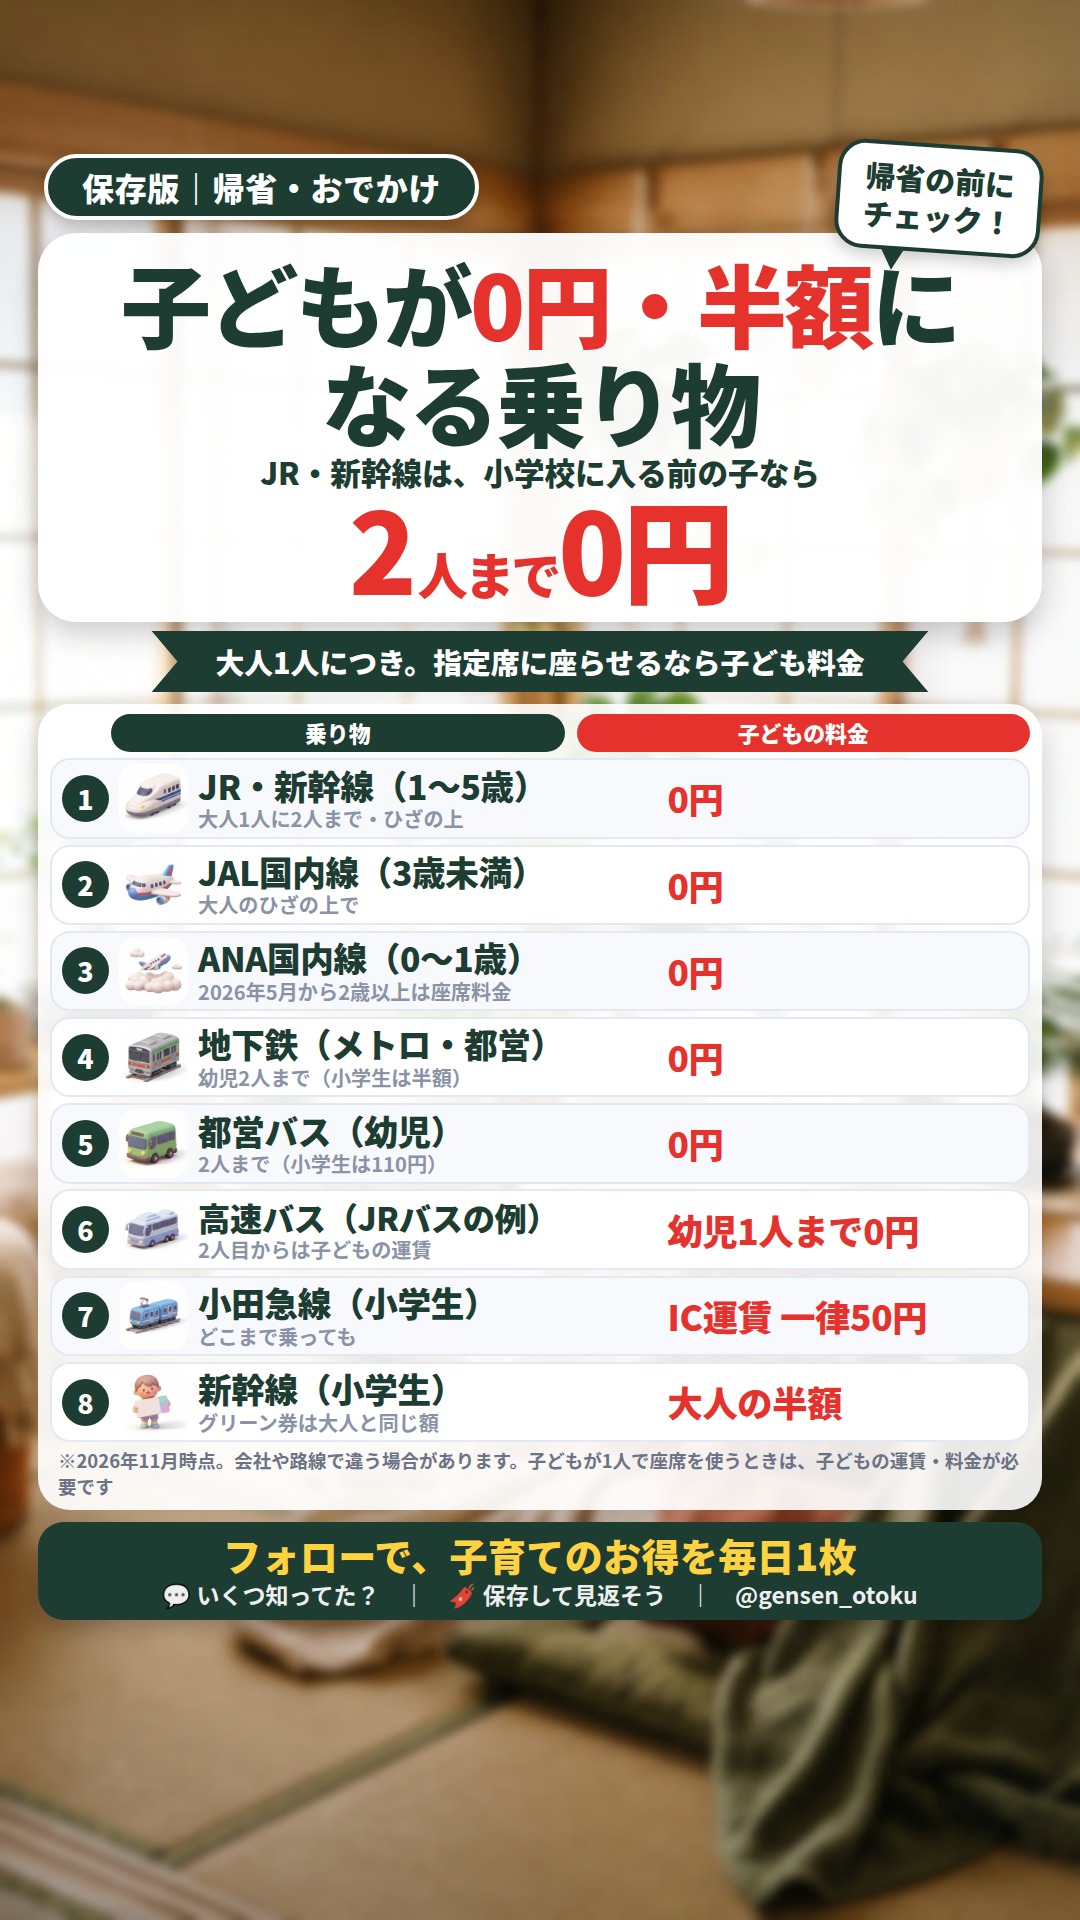 保存版｜帰省・おでかけ
帰省の前に
チェック！
子どもが0円・半額に
なる乗り物
JR・新幹線は、小学校に入る前の子なら
2人まで0円
大人1人につき。指定席に座らせるなら子ども料金
乗り物
子どもの料金
1 JR・新幹線（1〜5歳） 0円
大人1人に2人まで・ひざの上
2 JAL国内線（3歳未満） 0円
大人のひざの上で
3 ANA国内線（0〜1歳） 0円
2026年5月から2歳以上は座席料金
4 地下鉄（メトロ・都営） 0円
幼児2人まで（小学生は半額）
5 都営バス（幼児） 0円
2人まで（小学生は110円）
6 高速バス（JRバスの例） 幼児1人まで0円
2人目からは子どもの運賃
7 小田急線（小学生） IC運賃 一律50円
どこまで乗っても
8 新幹線（小学生） 大人の半額
グリーン券は大人と同じ額
※2026年11月時点。会社や路線で違う場合があります。子どもが1人で座席を使うときは、子どもの運賃・料金が必
要です
フォローで、子育てのお得を毎日1枚
💬 いくつ知ってた？ ｜ 🔖 保存して見返そう ｜ @gensen_otoku